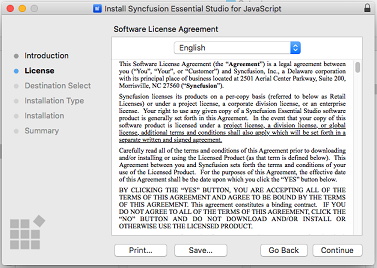 Install Syncfusion Essential Studio for JavaScript
Software License Agreement
Introduction
License
Destination Select
Installation Type
Installation
Summary
English
This Software License Agreement (the “Agreement”) is a legal agreement between
you (“You”, “Your”, or “Customer”) and Syncfusion, Inc., a Delaware corporation
with its principal place of business located at 2501 Aerial Center Parkway, Suite 200,
Morrisville, NC 27560 (“Syncfusion”).
Syncfusion licenses its products on a per-copy basis (referred to below as Retail
Licenses) or under a project license, a corporate division license, or an enterprise
license. Your right to use any given copy of a Syncfusion Essential Studio software
product is generally set forth in this Agreement. In the event that your copy of this
software product is licensed under a project license, a division license, or global
license, additional terms and conditions shall also apply which will be set forth in a
separate written and signed agreement.
Carefully read all of the terms and conditions of this Agreement prior to downloading
and/or installing or using the Licensed Product (as that term is defined below). This
Agreement between you and Syncfusion sets forth the terms and conditions of your
use of the Licensed Product. For the purposes of this Agreement, the effective date
of this Agreement shall be the date upon which you click the “YES” button below.
BY CLICKING THE “YES” BUTTON, YOU ARE ACCEPTING ALL OF THE
TERMS OF THIS AGREEMENT AND AGREE TO BE BOUND BY THE TERMS
OF THIS AGREEMENT. This agreement constitutes a binding contract. IF YOU
DO NOT AGREE TO ALL OF THE TERMS OF THIS AGREEMENT, CLICK THE
“NO” BUTTON AND DO NOT DOWNLOAD AND/OR INSTALL OR
OTHERWISE USE THE LICENSED PRODUCT.
Print...
Save...
Go Back
Continue